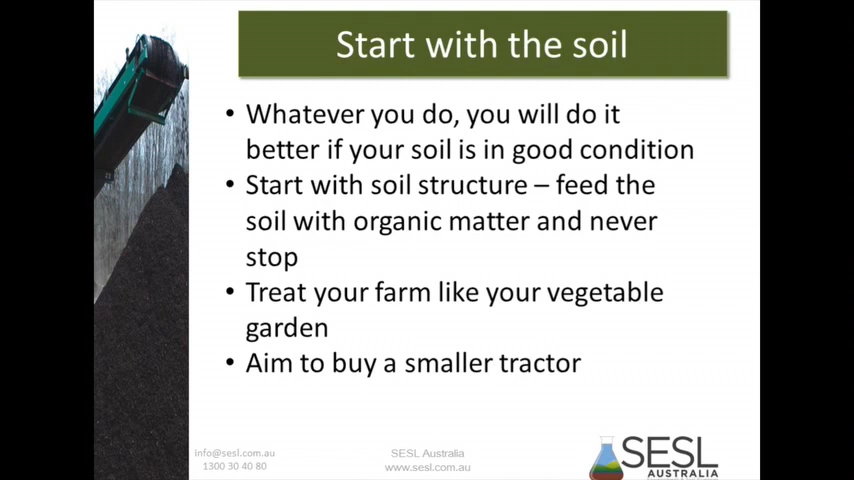 Start with the soil
• Whatever you do, you will do it
better if your soil is in good condition
• Start with soil structure – feed the
soil with organic matter and never
stop
• Treat your farm like your vegetable
garden
• Aim to buy a smaller tractor
info@sesl.com.au
1300 30 40 80
SESL Australia
www.sesl.com.au
SESL
AUSTRALIA